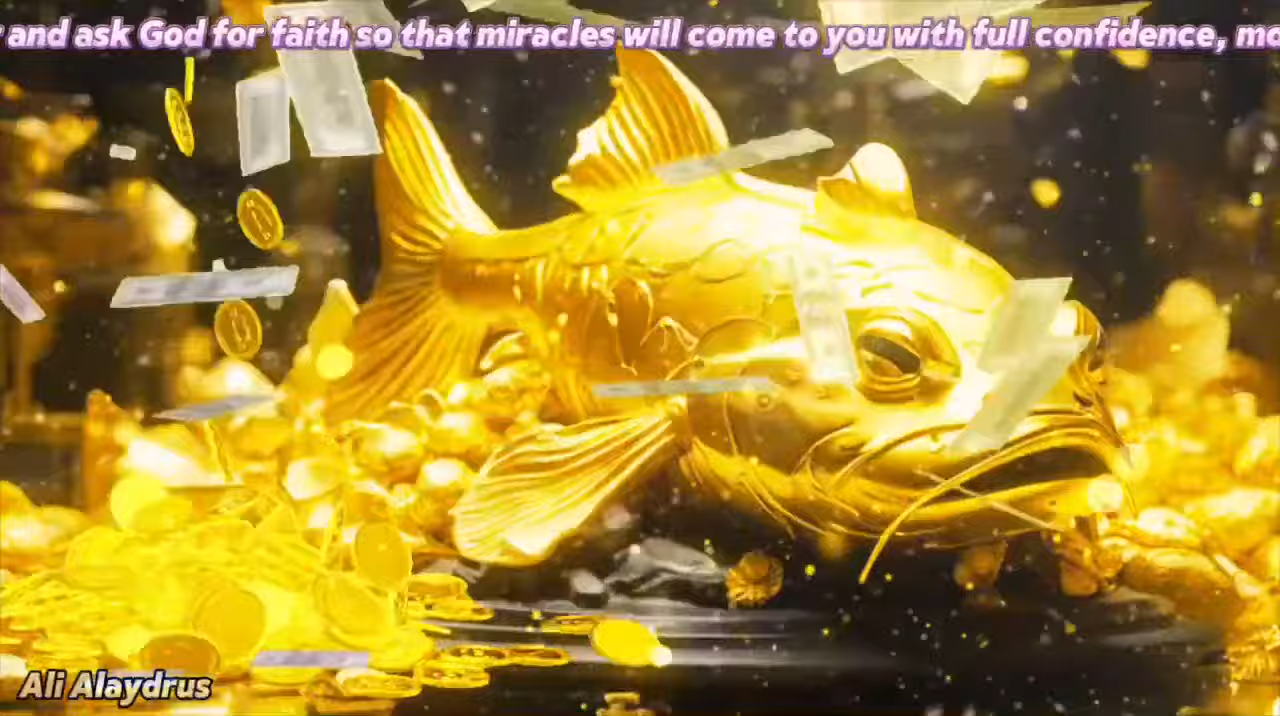 and ask God for faith so that miracles will come to you with full confidence,
Ali Alaydrus